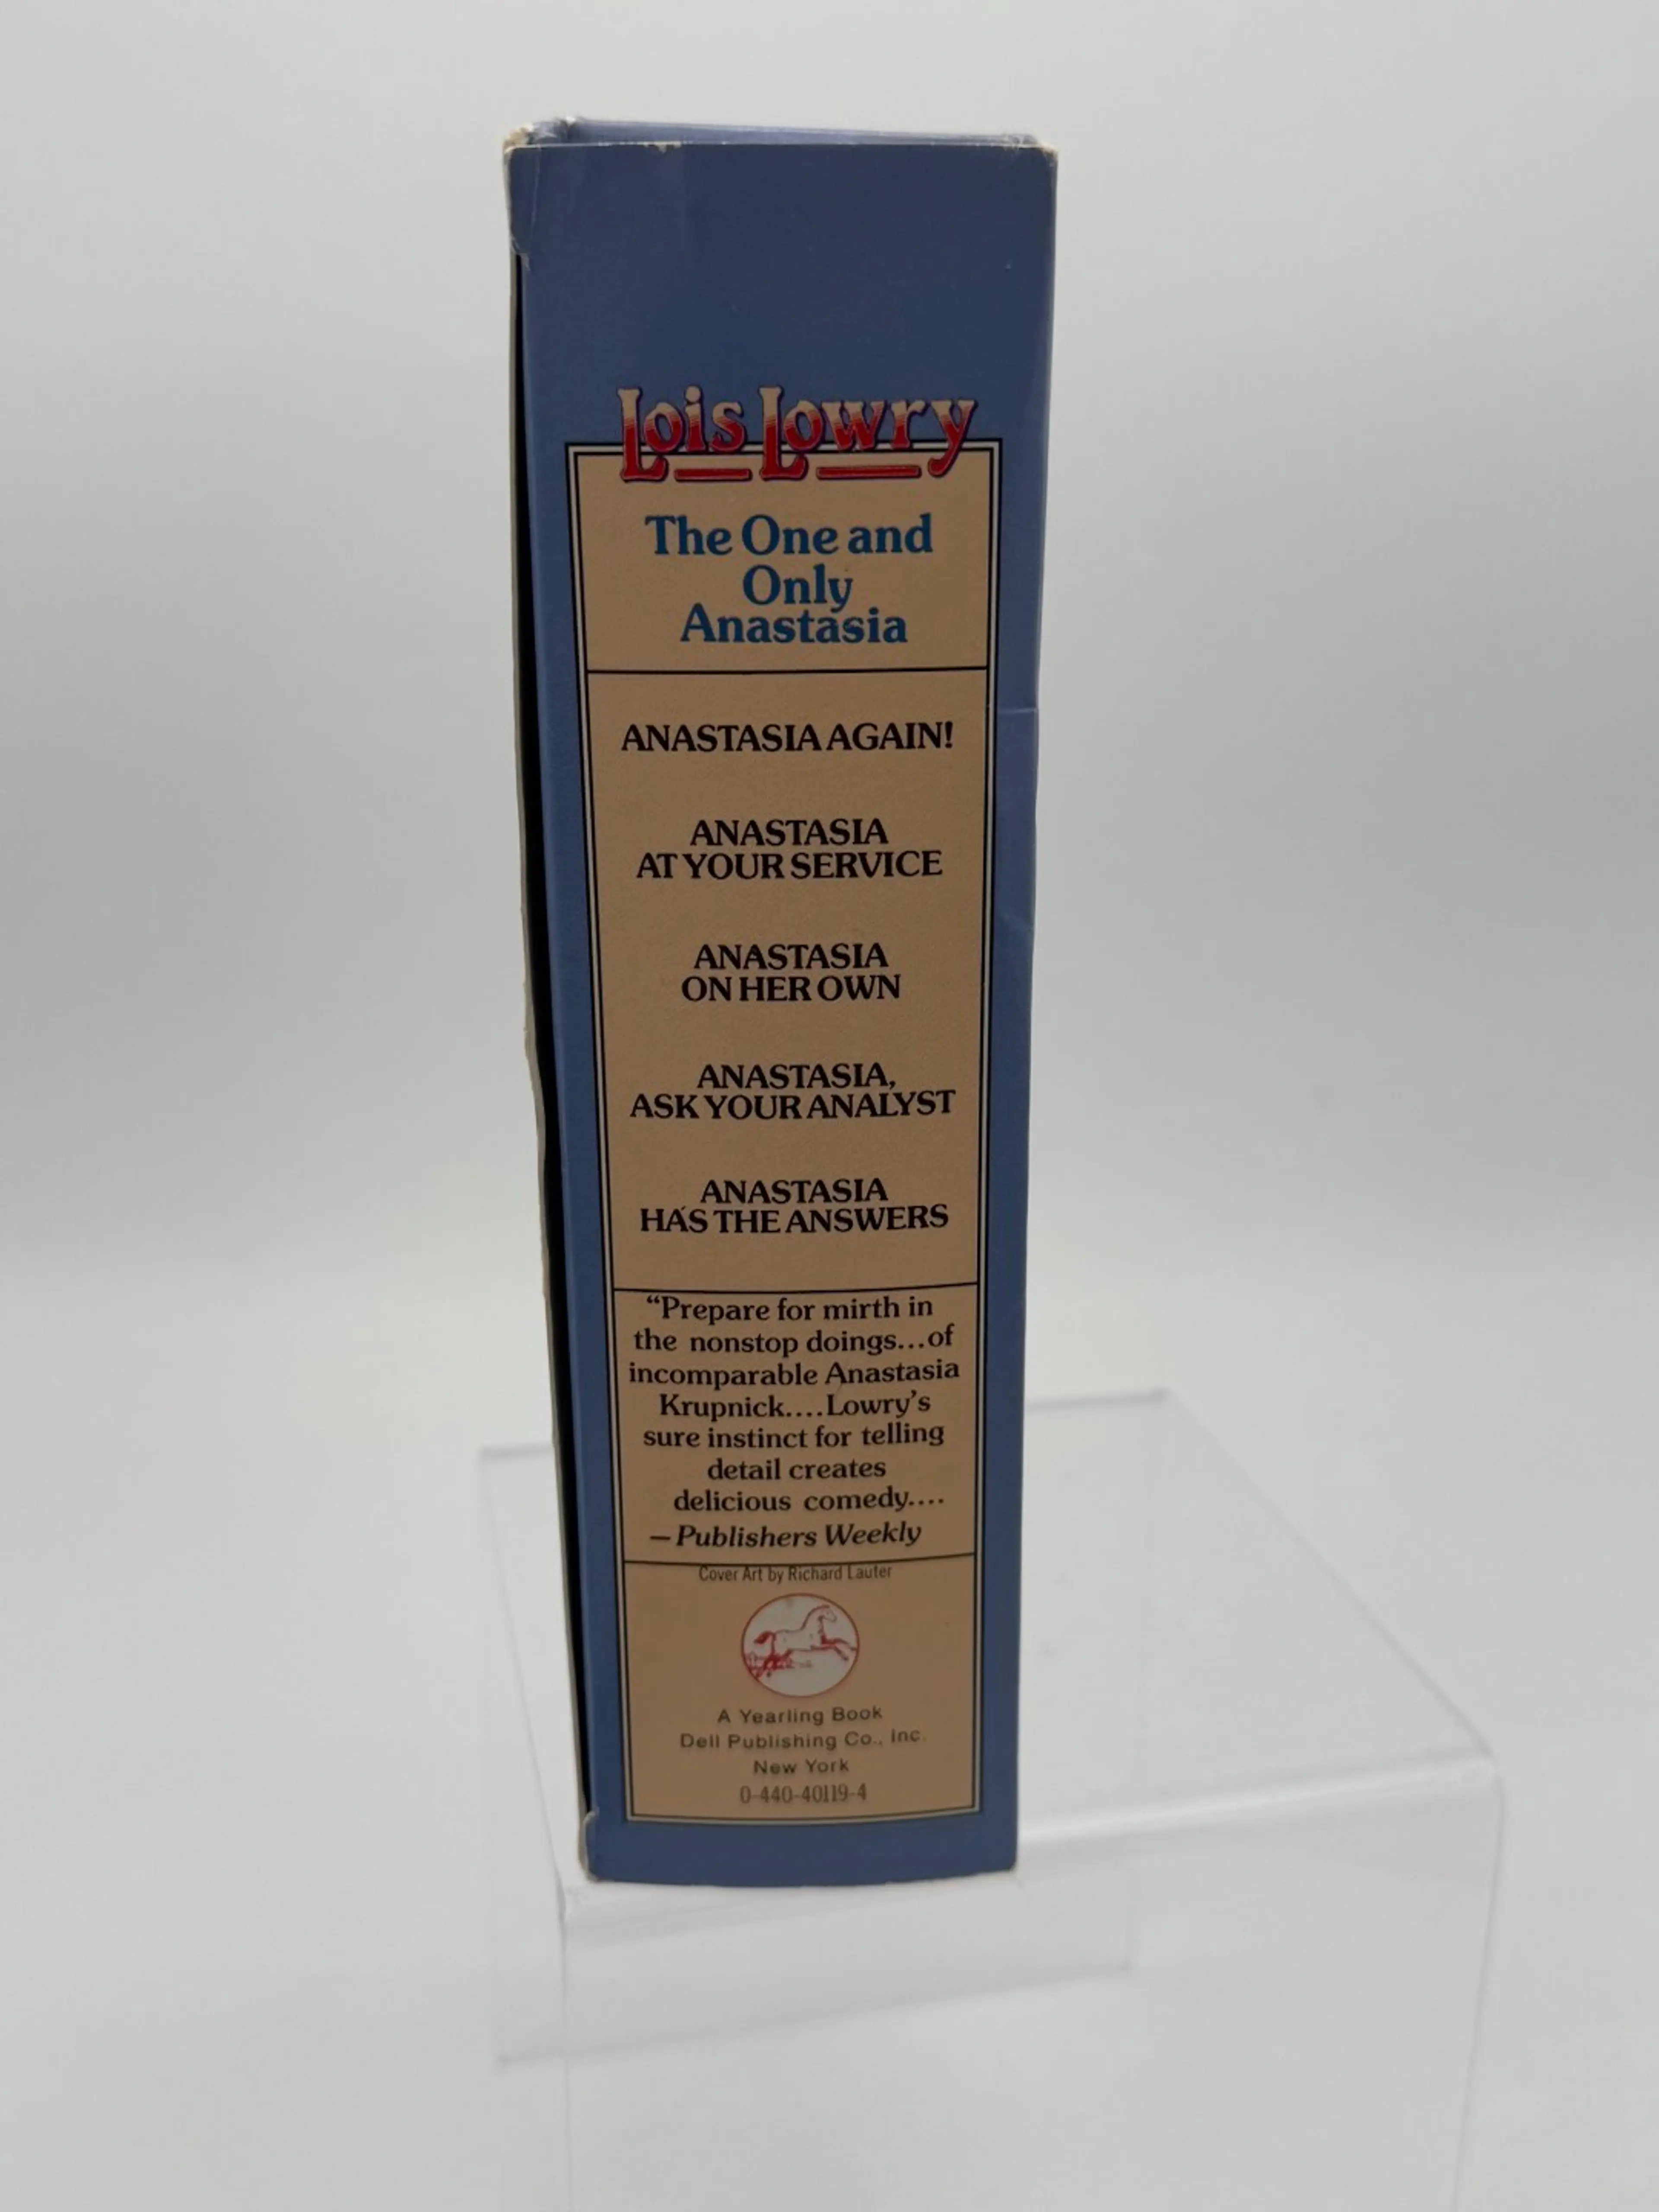 Lois Lowry
The One and
Only
Anastasia
ANASTASIA AGAIN!
ANASTASIA
AT YOUR SERVICE
ANASTASIA
ON HER OWN
ANASTASIA,
ASK YOUR ANALYST
ANASTASIA
HAS THE ANSWERS
“Prepare for mirth in
the nonstop doings...of
incomparable Anastasia
Krupnick....Lowry’s
sure instinct for telling
detail creates
delicious comedy....
—Publishers Weekly
Cover Art by Richard Lauter
A Yearling Book
Dell Publishing Co., Inc.
New York
0-440-40119-4